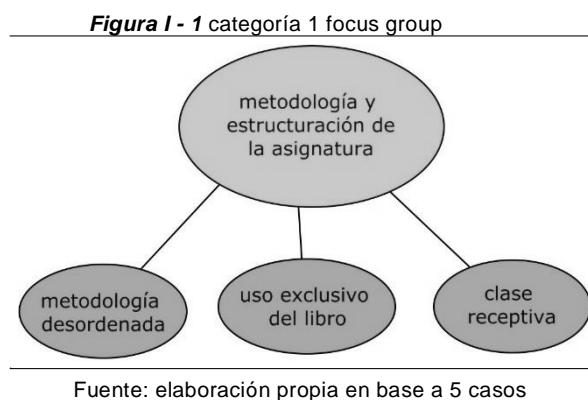 Figura I - 1 categoría 1 focus group
metodología y
estructuración de
la asignatura
metodología
desordenada
uso exclusivo
del libro
clase
receptiva
Fuente: elaboración propia en base a 5 casos